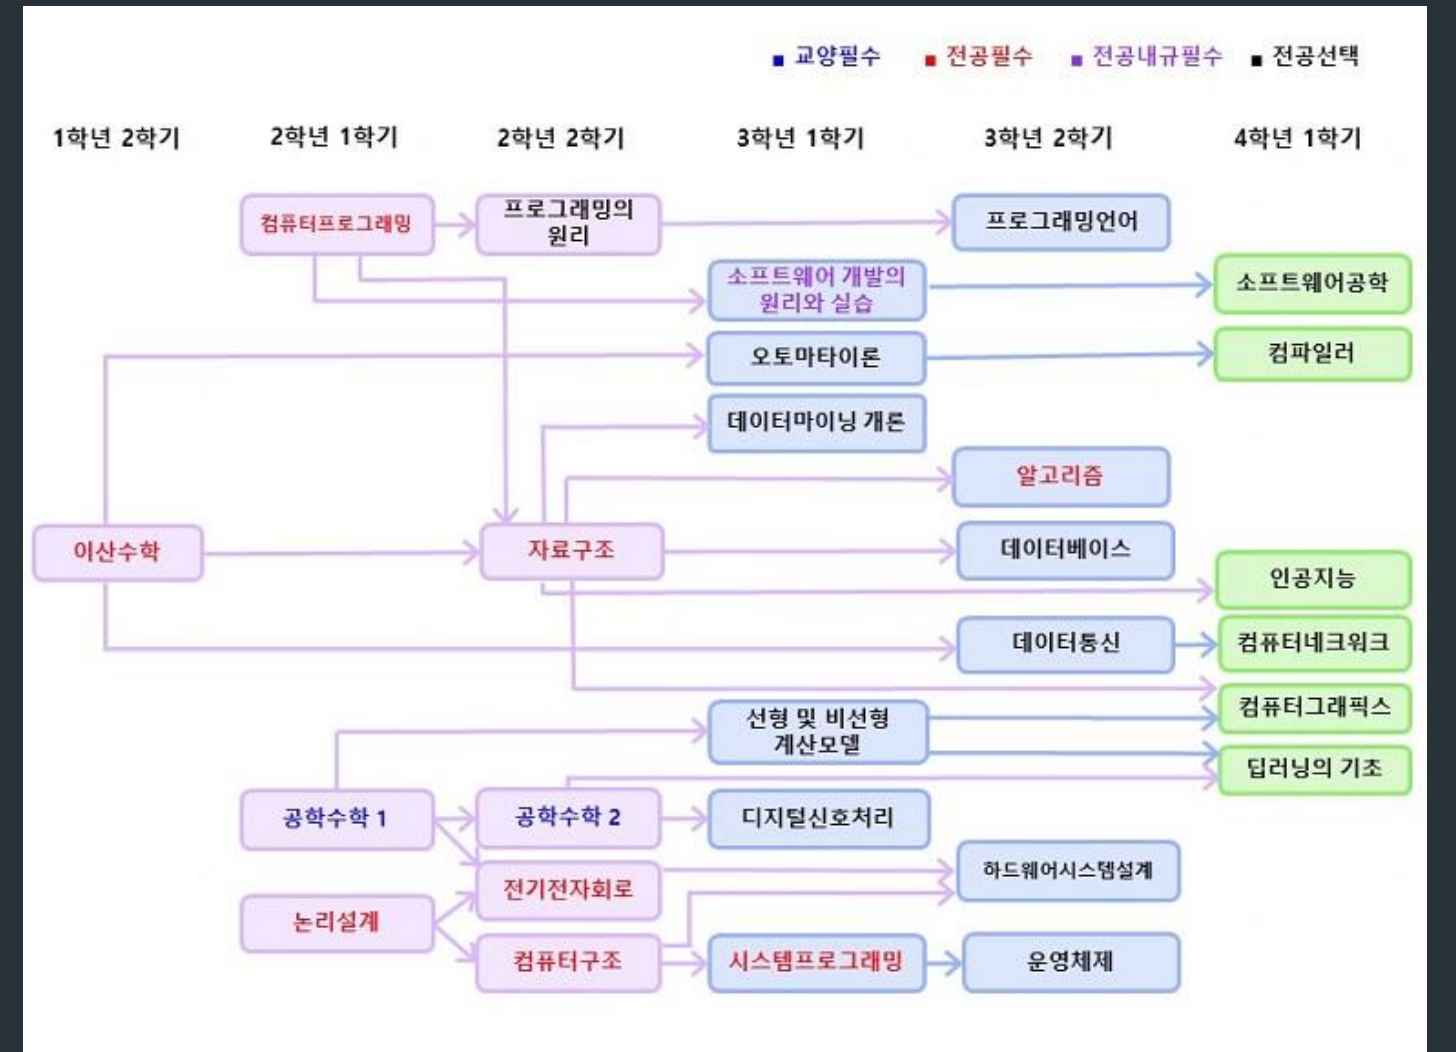 ■ 교양필수 ■ 전공필수 ■ 전공내규필수 ■ 전공선택
1학년 2학기 2학년 1학기 2학년 2학기 3학년 1학기 3학년 2학기 4학년 1학기
컴퓨터프로그래밍
프로그래밍의
원리
프로그래밍언어
소프트웨어 개발의
원리와 실습
소프트웨어공학
오토마타이론
컴파일러
데이터마이닝 개론
알고리즘
이산수학
자료구조
데이터베이스
인공지능
데이터통신
컴퓨터네크워크
선형 및 비선형
계산모델
컴퓨터그래픽스
딥러닝의 기초
공학수학 1
공학수학 2
디지털신호처리
전기전자회로
하드웨어시스템설계
논리설계
컴퓨터구조
시스템프로그래밍
운영체제